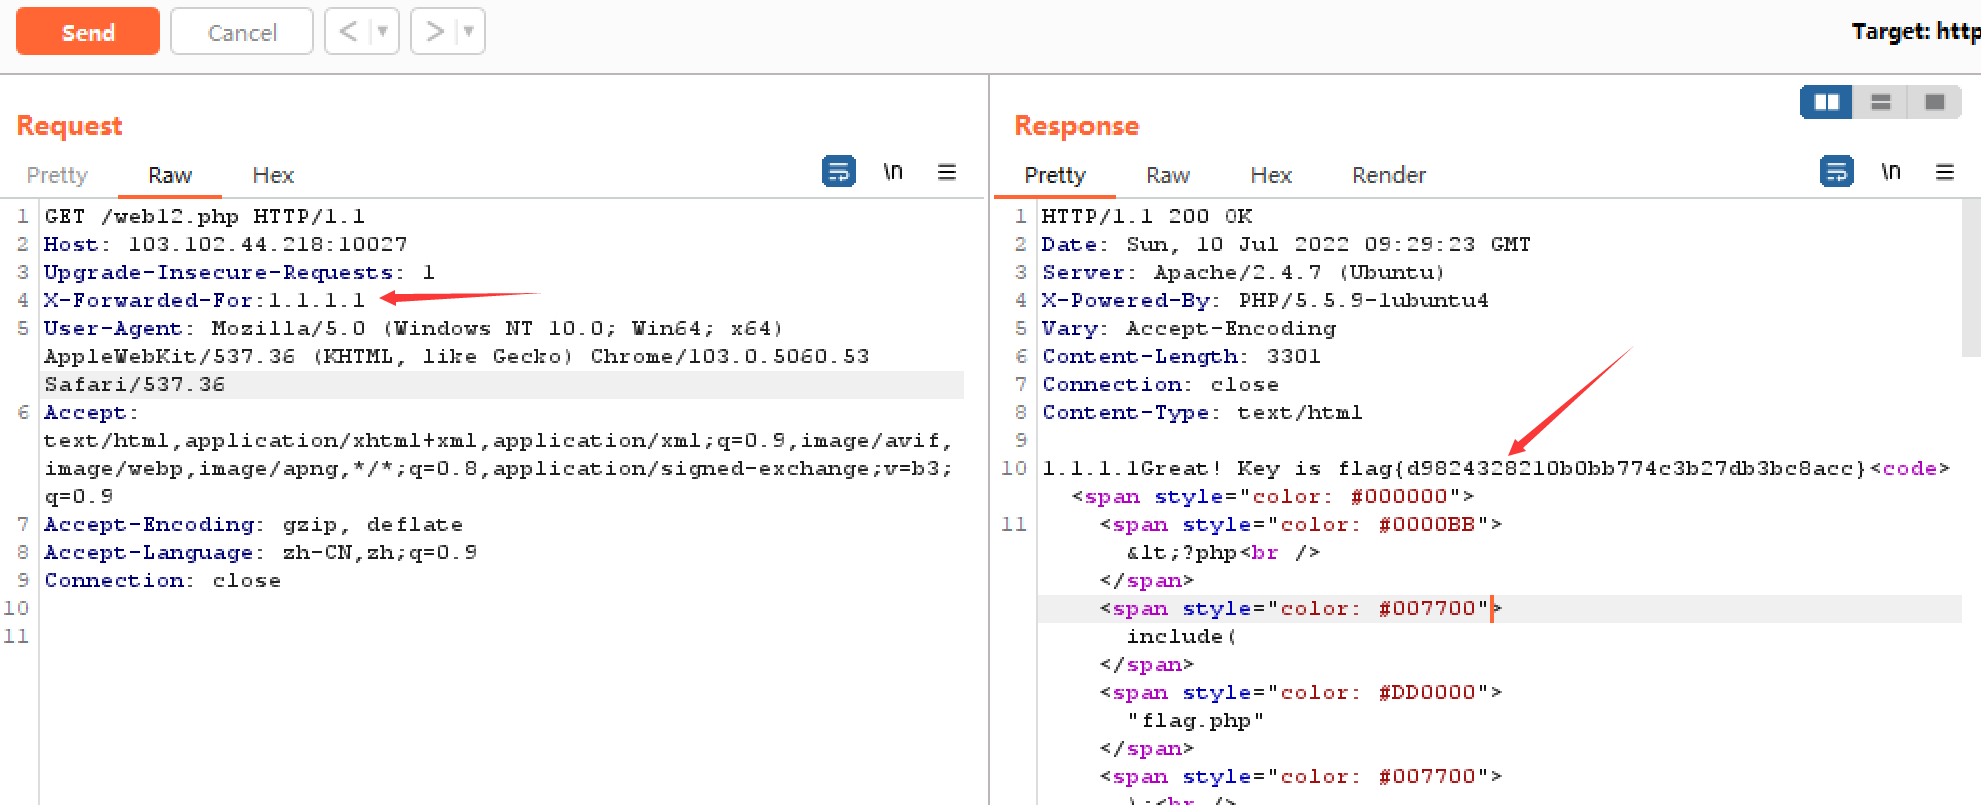 Send
Cancel
< ▼
> ▼
Target: http
Request
Pretty Raw Hex
\n
1 GET /web12.php HTTP/1.1
2 Host: 103.102.44.218:10027
3 Upgrade-Insecure-Requests: 1
4 X-Forwarded-For:1.1.1.1
5 User-Agent: Mozilla/5.0 (Windows NT 10.0; Win64; x64)
AppleWebKit/537.36 (KHTML, like Gecko) Chrome/103.0.5060.53
Safari/537.36
6 Accept:
text/html,application/xhtml+xml,application/xml;q=0.9,image/avif,
image/webp,image/apng,*/*;q=0.8,application/signed-exchange;v=b3;
q=0.9
7 Accept-Encoding: gzip, deflate
8 Accept-Language: zh-CN,zh;q=0.9
9 Connection: close
10
11
Response
Pretty Raw Hex Render
\n
1 HTTP/1.1 200 OK
2 Date: Sun, 10 Jul 2022 09:29:23 GMT
3 Server: Apache/2.4.7 (Ubuntu)
4 X-Powered-By: PHP/5.5.9-1ubuntu4
5 Vary: Accept-Encoding
6 Content-Length: 3301
7 Connection: close
8 Content-Type: text/html
9
10 1.1.1.1Great! Key is flag{d9824328210b0bb774c3b27db3bc8acc}<code>
<span style="color: #000000">
11 <span style="color: #0000BB">
&lt;?php<br />
</span>
<span style="color: #007700">
include(
</span>
<span style="color: #DD0000">
"flag.php"
</span>
<span style="color: #007700">
);<br />